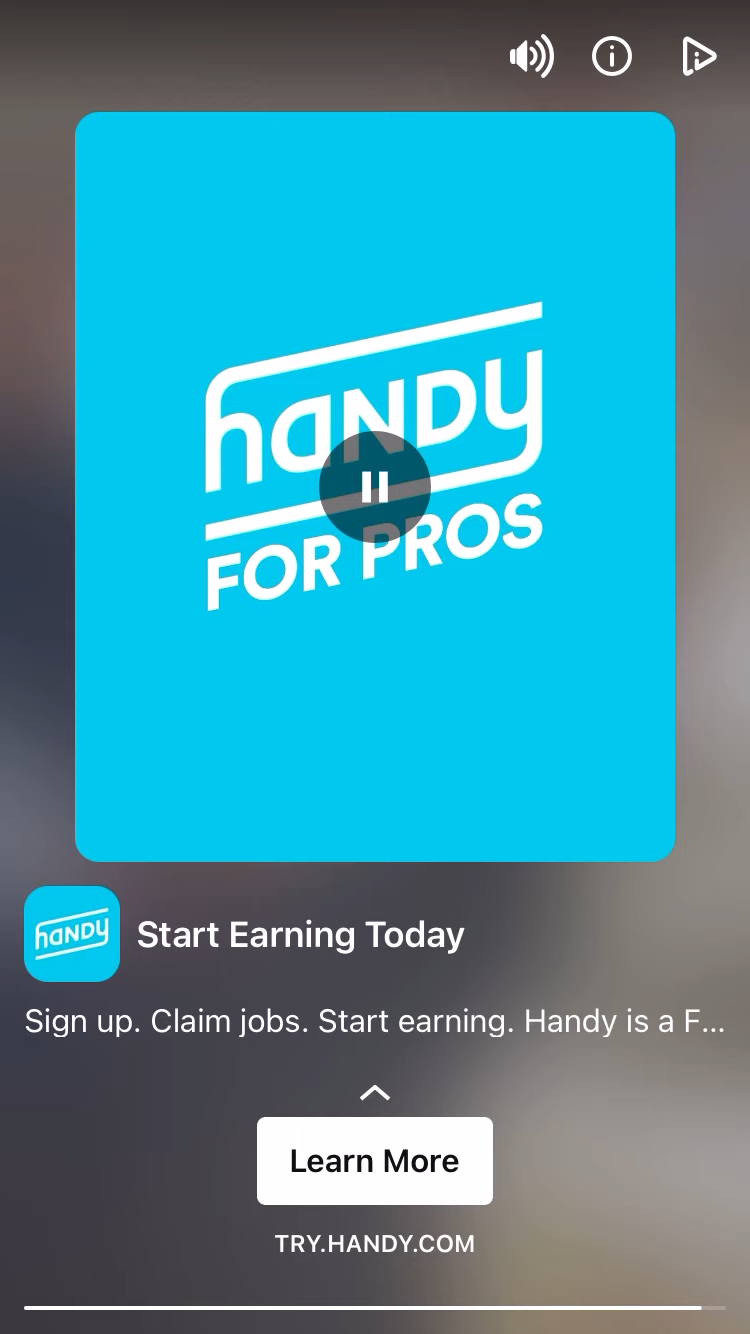 handy
FOR PROS
handy
Start Earning Today
Sign up. Claim jobs. Start earning. Handy is a F...
Learn More
TRY.HANDY.COM